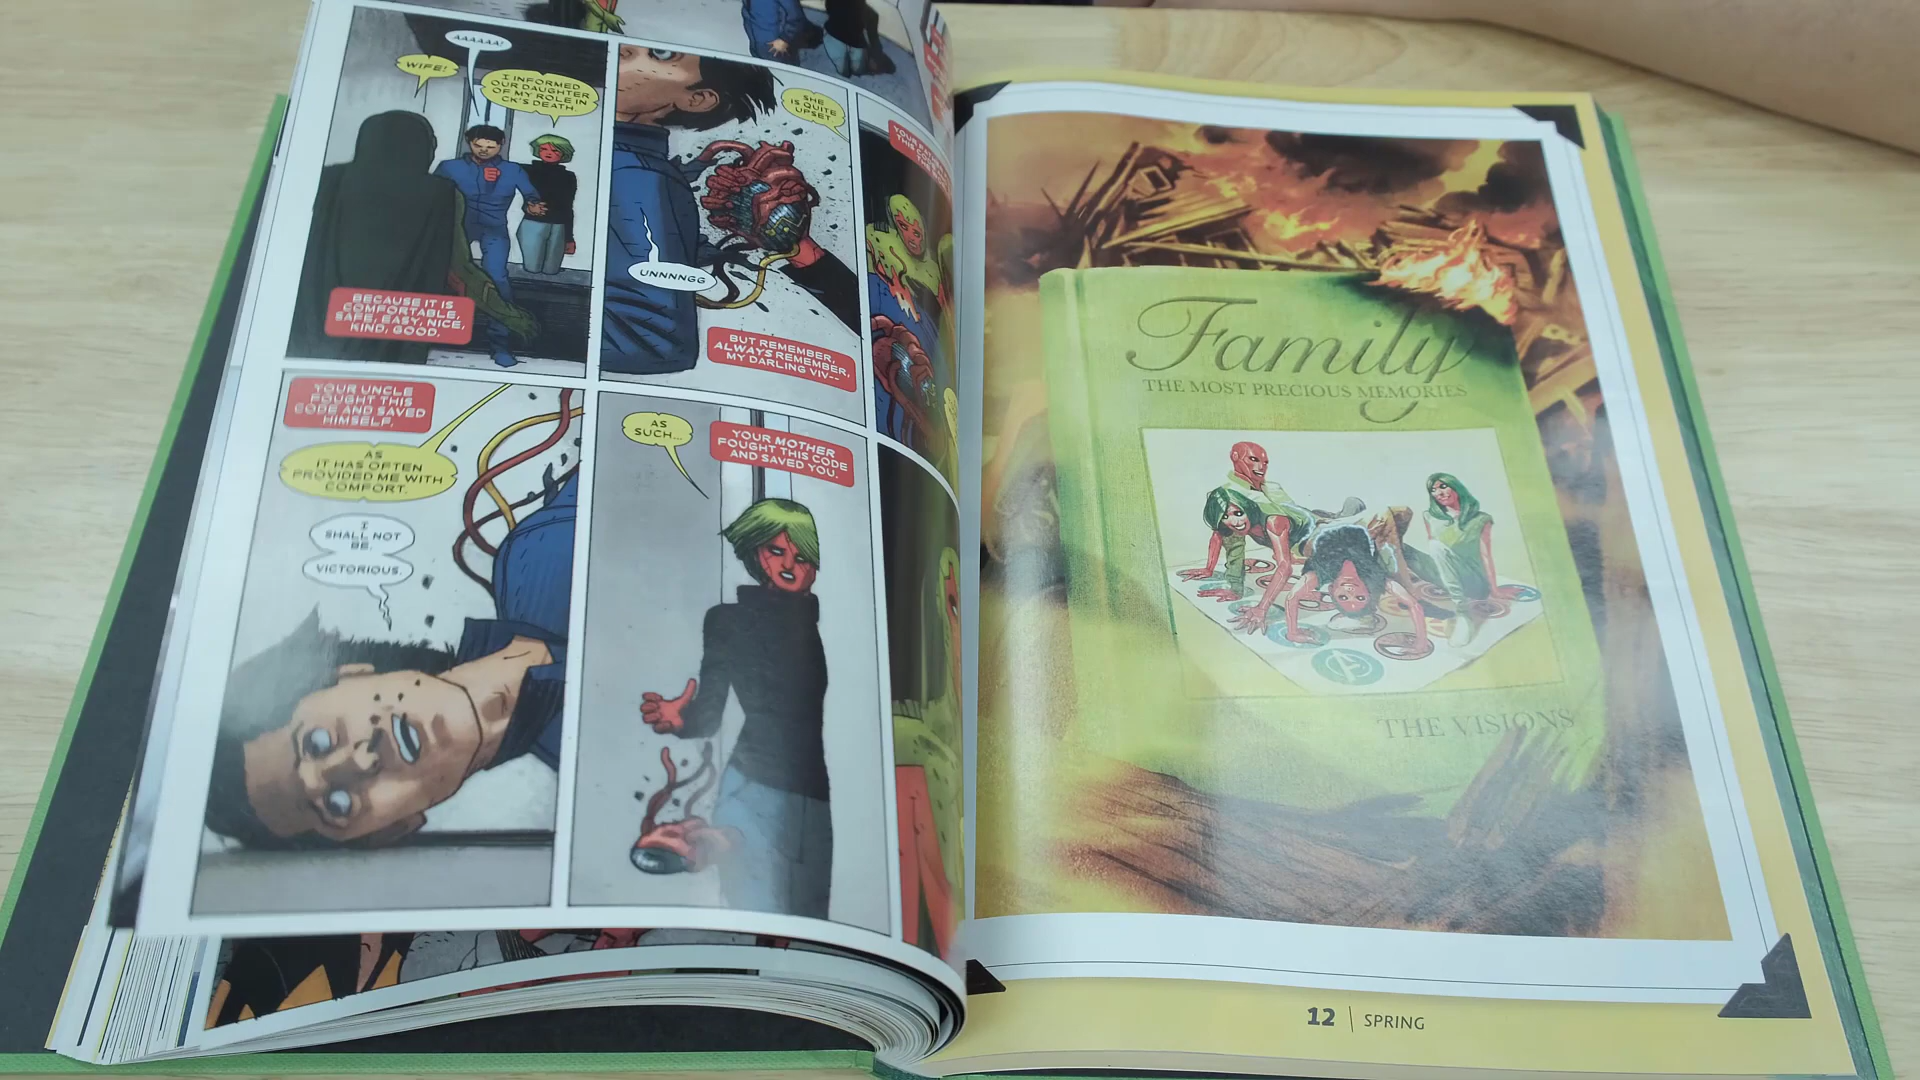 AAAAAA!
WIFE!
I INFORMED
OUR DAUGHTER
OF MY ROLE IN
CK'S DEATH.
BECAUSE IT IS
COMFORTABLE,
SAFE, EASY, NICE,
KIND, GOOD.
SHE
IS QUITE
UPSET.
UNNNNGG
BUT REMEMBER,
ALWAYS REMEMBER,
MY DARLING VIV--
YOUR
THIS
YOUR UNCLE
FOUGHT THIS
CODE AND SAVED
HIMSELF.
AS
IT HAS OFTEN
PROVIDED ME WITH
COMFORT.
I
SHALL NOT
BE.
VICTORIOUS.
AS
SUCH...
YOUR MOTHER
FOUGHT THIS CODE
AND SAVED YOU.
Family
THE MOST PRECIOUS MEMORIES
THE VISIONS
12 | SPRING